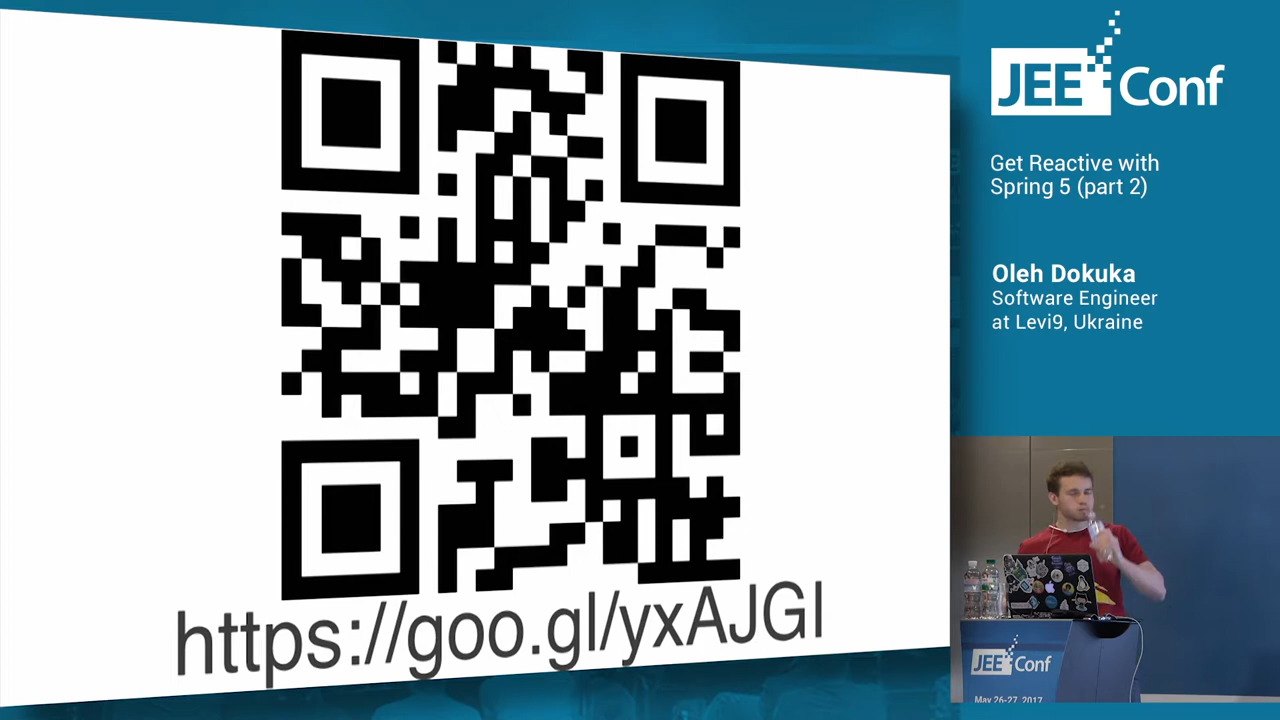 https://goo.gl/yxAJGI
JEE Conf
Get Reactive with
Spring 5 (part 2)
Oleh Dokuka
Software Engineer
at Levi9, Ukraine
JEE Conf
May 26-27, 2017